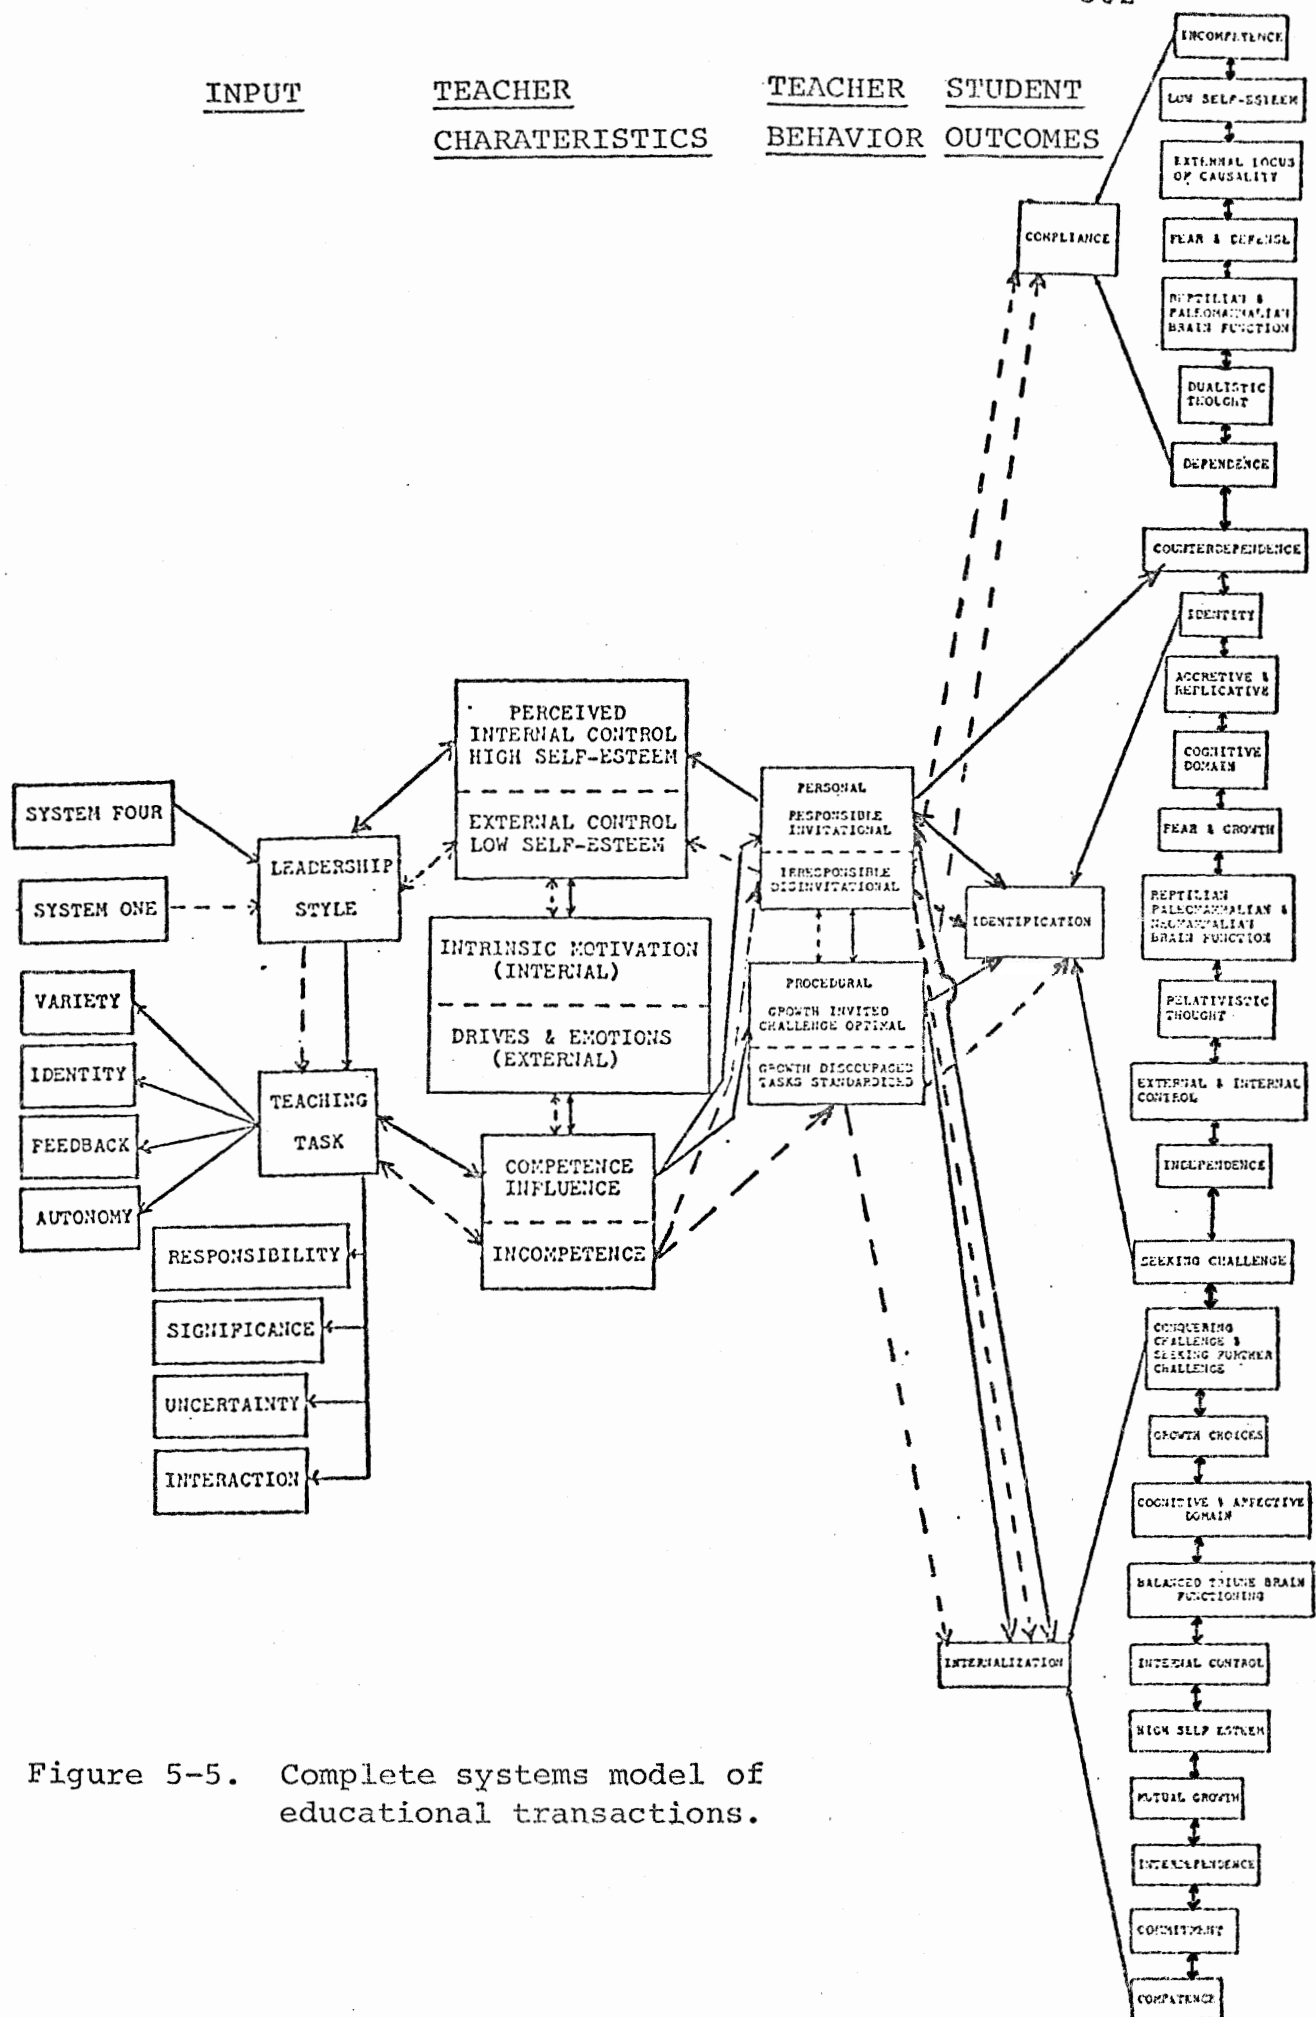 INPUT
TEACHER
CHARATERISTICS
TEACHER
BEHAVIOR
STUDENT
OUTCOMES
SYSTEM FOUR
SYSTEM ONE
LEADERSHIP
STYLE
VARIETY
IDENTITY
FEEDBACK
AUTONOMY
TEACHING
TASK
RESPONSIBILITY
SIGNIFICANCE
UNCERTAINTY
INTERACTION
PERCEIVED
INTERNAL CONTROL
HIGH SELF-ESTEEM
EXTERNAL CONTROL
LOW SELF-ESTEEM
INTRINSIC MOTIVATION
(INTERNAL)
DRIVES & EMOTIONS
(EXTERNAL)
COMPETENCE
INFLUENCE
INCOMPETENCE
PERSONAL
RESPONSIBLE
INVITATIONAL
IRRESPONSIBLE
DISINVITATIONAL
PROCEDURAL
GROWTH INVITED
CHALLENGE OPTIMAL
GROWTH DISCOURAGED
TASKS STANDARDIZED
COMPLIANCE
IDENTIFICATION
INTERNALIZATION
INCOMPETENCE
LOW SELF-ESTEEM
EXTERNAL LOCUS
OF CAUSALITY
FEAR & DEFENSE
REPTILIAN &
PALEOMAMMALIAN
BRAIN FUNCTION
DUALISTIC
THOUGHT
DEPENDENCE
COUNTERDEPENDENCE
IDENTITY
ACCRETIVE &
REPLICATIVE
COGNITIVE
DOMAIN
FEAR & GROWTH
REPTILIAN
PALEOMAMMALIAN &
NEOMAMMALIAN
BRAIN FUNCTION
RELATIVISTIC
THOUGHT
EXTERNAL & INTERNAL
CONTROL
INDEPENDENCE
SEEKING CHALLENGE
CONQUERING
CHALLENGE &
SEEKING FURTHER
CHALLENGE
GROWTH CHOICES
COGNITIVE & AFFECTIVE
DOMAIN
BALANCED TRIUNE BRAIN
FUNCTIONING
INTERNAL CONTROL
HIGH SELF ESTEEM
MUTUAL GROWTH
INTERDEPENDENCE
COMMITMENT
COMPATENCE
Figure 5-5. Complete systems model of
educational transactions.